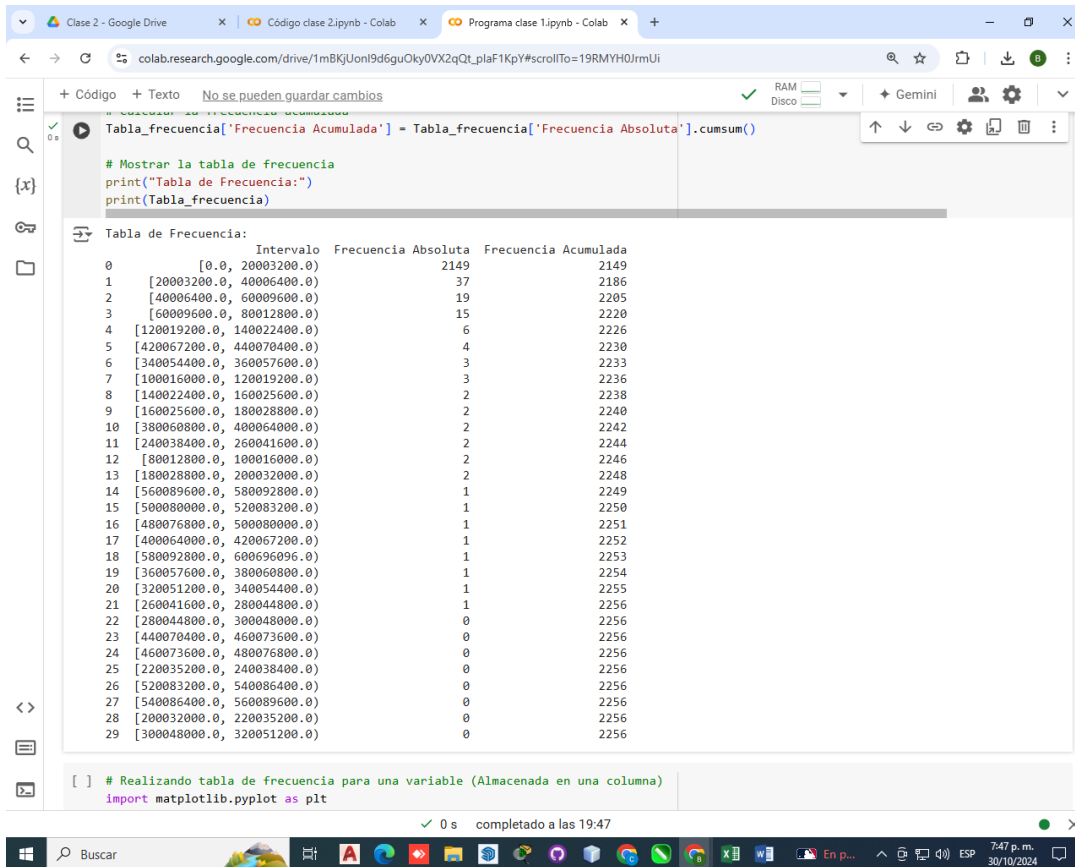 Clase 2 - Google Drive
Código clase 2.ipynb - Colab
Programa clase 1.ipynb - Colab
colab.research.google.com/drive/1mBKjUonI9d6guOky0VX2qQt_plaF1KpY#scrollTo=19RMYH0JrmUi
B
+ Código + Texto No se pueden guardar cambios
RAM
Disco
Gemini
# Calcular la frecuencia acumulada
0 s
Tabla_frecuencia['Frecuencia Acumulada'] = Tabla_frecuencia['Frecuencia Absoluta'].cumsum()
# Mostrar la tabla de frecuencia
print("Tabla de Frecuencia:")
print(Tabla_frecuencia)
{x}
Tabla de Frecuencia:
Intervalo Frecuencia Absoluta Frecuencia Acumulada
0 [0.0, 20003200.0) 2149 2149
1 [20003200.0, 40006400.0) 37 2186
2 [40006400.0, 60009600.0) 19 2205
3 [60009600.0, 80012800.0) 15 2220
4 [120019200.0, 140022400.0) 6 2226
5 [420067200.0, 440070400.0) 4 2230
6 [340054400.0, 360057600.0) 3 2233
7 [100016000.0, 120019200.0) 3 2236
8 [140022400.0, 160025600.0) 2 2238
9 [160025600.0, 180028800.0) 2 2240
10 [380060800.0, 400064000.0) 2 2242
11 [240038400.0, 260041600.0) 2 2244
12 [80012800.0, 100016000.0) 2 2246
13 [180028800.0, 200032000.0) 2 2248
14 [560089600.0, 580092800.0) 1 2249
15 [500080000.0, 520083200.0) 1 2250
16 [480076800.0, 500080000.0) 1 2251
17 [400064000.0, 420067200.0) 1 2252
18 [580092800.0, 600696096.0) 1 2253
19 [360057600.0, 380060800.0) 1 2254
20 [320051200.0, 340054400.0) 1 2255
21 [260041600.0, 280044800.0) 1 2256
22 [280044800.0, 300048000.0) 0 2256
23 [440070400.0, 460073600.0) 0 2256
24 [460073600.0, 480076800.0) 0 2256
25 [220035200.0, 240038400.0) 0 2256
26 [520083200.0, 540086400.0) 0 2256
27 [540086400.0, 560089600.0) 0 2256
28 [200032000.0, 220035200.0) 0 2256
29 [300048000.0, 320051200.0) 0 2256
[ ] # Realizando tabla de frecuencia para una variable (Almacenada en una columna)
import matplotlib.pyplot as plt
0 s completado a las 19:47
Buscar
En p...
ESP
7:47 p. m.
30/10/2024